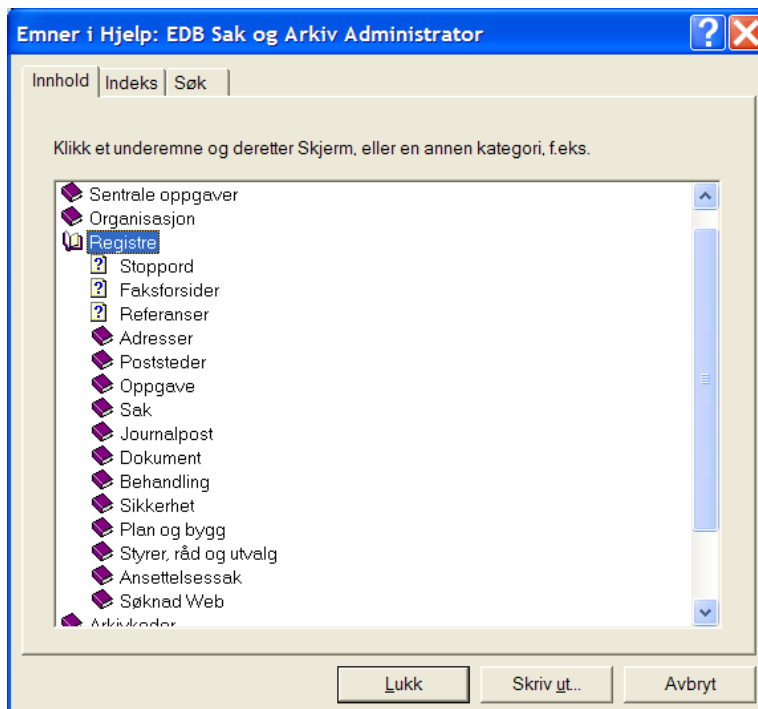 Emner i Hjelp: EDB Sak og Arkiv Administrator
Innhold Indeks Søk
Klikk et underemne og deretter Skjerm, eller en annen kategori, f.eks.
Sentrale oppgaver
Organisasjon
Registre
Stoppord
Faksforsider
Referanser
Adresser
Poststeder
Oppgave
Sak
Journalpost
Dokument
Behandling
Sikkerhet
Plan og bygg
Styrer, råd og utvalg
Ansettelsessak
Søknad Web
Arkivkoder
Lukk Skriv ut... Avbryt